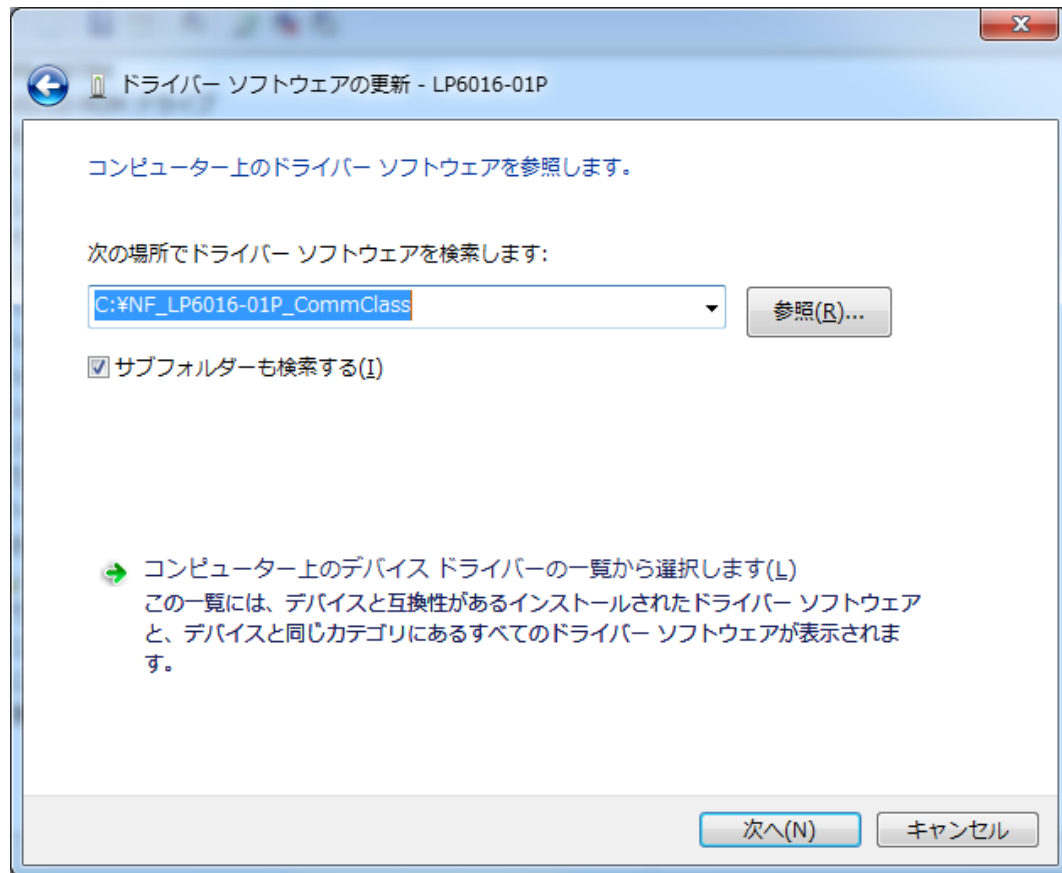 ドライバー ソフトウェアの更新 - LP6016-01P
コンピューター上のドライバー ソフトウェアを参照します。
次の場所でドライバー ソフトウェアを検索します:
C:¥NF_LP6016-01P_CommClass
参照(R)...
サブフォルダーも検索する(I)
コンピューター上のデバイス ドライバーの一覧から選択します(L)
この一覧には、デバイスと互換性があるインストールされたドライバー ソフトウェア
と、デバイスと同じカテゴリにあるすべてのドライバー ソフトウェアが表示されま
す。
次へ(N)
キャンセル